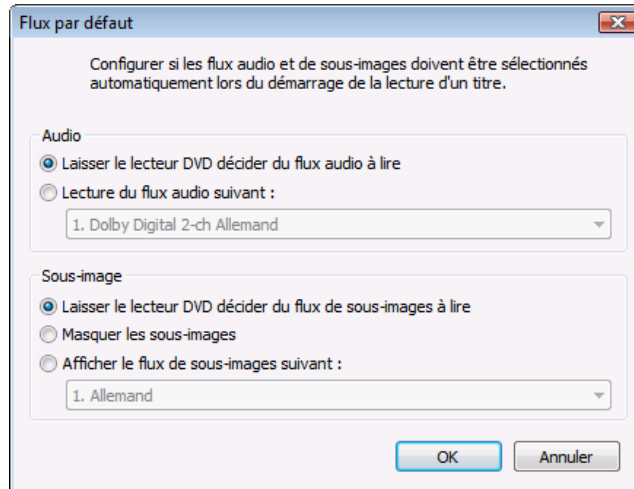 Flux par défaut
Configurer si les flux audio et de sous-images doivent être sélectionnés
automatiquement lors du démarrage de la lecture d'un titre.
Audio
Laisser le lecteur DVD décider du flux audio à lire
Lecture du flux audio suivant :
1. Dolby Digital 2-ch Allemand
Sous-image
Laisser le lecteur DVD décider du flux de sous-images à lire
Masquer les sous-images
Afficher le flux de sous-images suivant :
1. Allemand
OK
Annuler